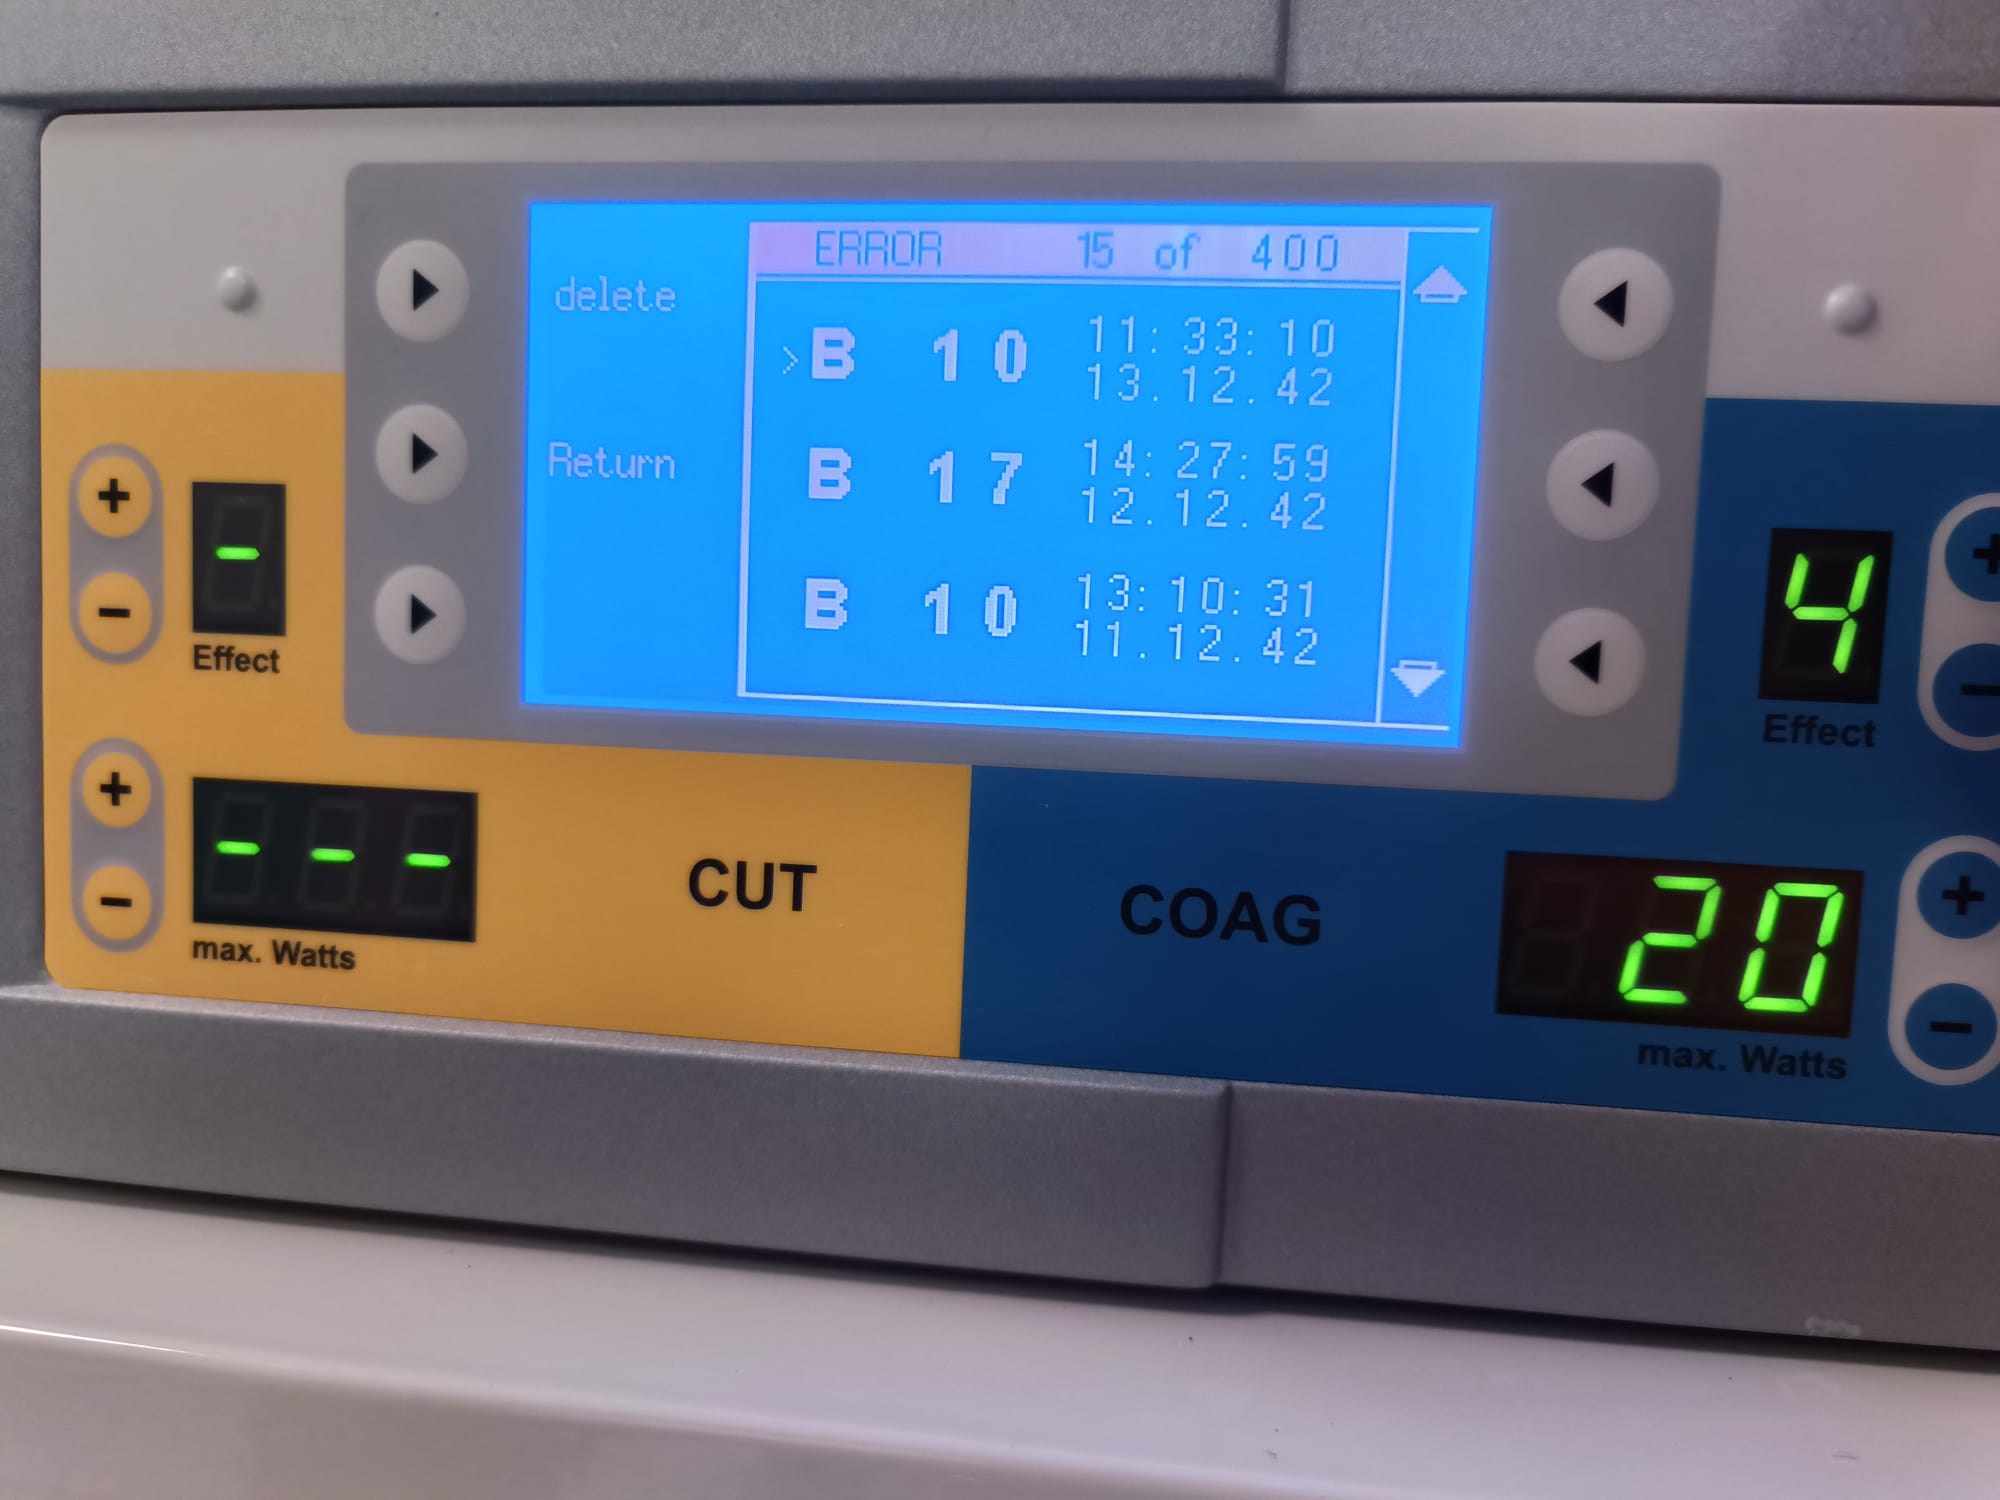 ERROR 15 of 400
delete
>B 10 11:33:10
13.12.42
Return
B 17 14:27:59
12.12.42
B 10 13:10:31
11.12.42
+
-
-
Effect
4
+
-
Effect
+
-
- - -
max. Watts
CUT
COAG
20
+
-
max. Watts